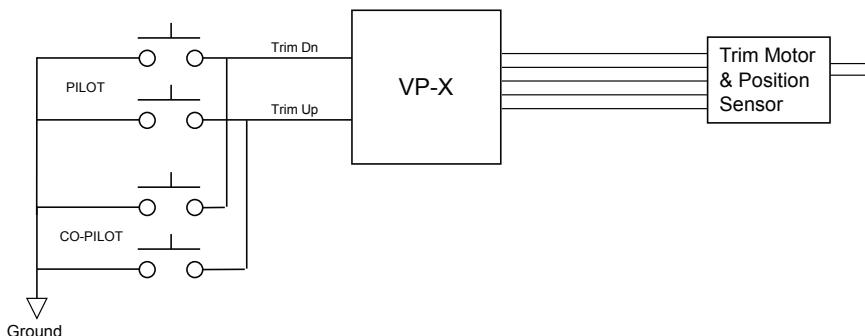 Trim Dn
PILOT
Trim Up
VP-X
Trim Motor
& Position
Sensor
CO-PILOT
Ground